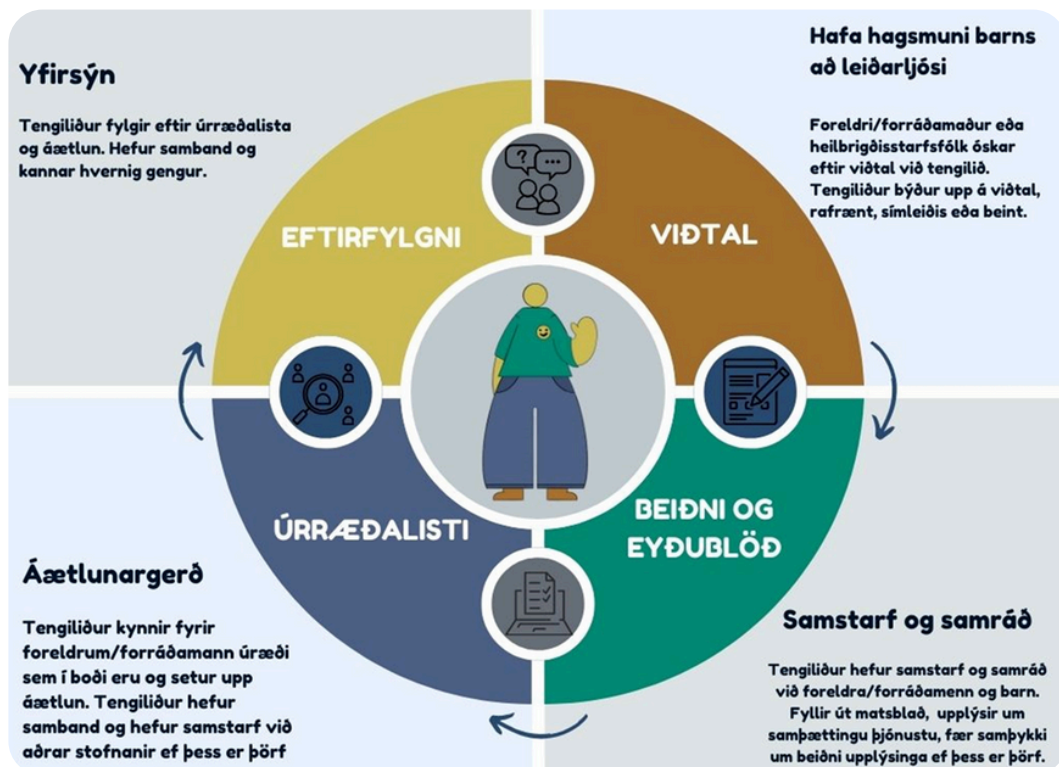 Yfirsýn
Tengiliður fylgir eftir úrræðalista
og áætlun. Hefur samband og
kannar hvernig gengur.
Hafa hagsmuni barns
að leiðarljósi
Foreldri/forráðamaður eða
heilbrigðisstarfsfólk óskar
eftir viðtal við tengilið.
Tengiliður býður upp á viðtal,
rafrænt, símleiðis eða beint.
?
...
EFTIRFYLGNI
VIÐTAL
ÚRRÆÐALISTI
BEIÐNI OG
EYÐUBLÖÐ
Áætlunargerð
Tengiliður kynnir fyrir
foreldrum/forráðamann úræði
sem í boði eru og setur upp
áætlun. Tengiliður hefur
samband og hefur samstarf við
aðrar stofnanir ef þess er þörf
Samstarf og samráð
Tengiliður hefur samstarf og samráð
við foreldra/forráðamenn og barn.
Fyllir út matsblað, upplýsir um
samþættingu þjónustu, fær samþykki
um beiðni upplýsinga ef þess er þörf.